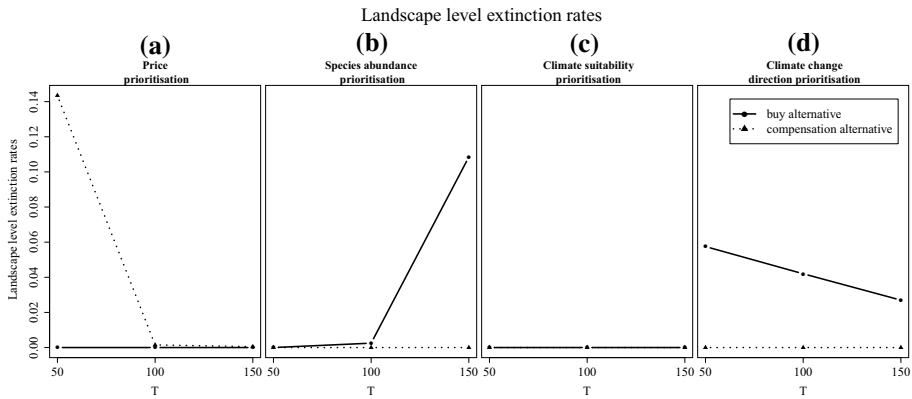 Landscape level extinction rates
(a) (b) (c) (d)
Price
prioritisation
Species abundance
prioritisation
Climate suitability
prioritisation
Climate change
direction prioritisation
buy alternative
compensation alternative
Landscape level extinction rates
0.14
0.12
0.10
0.08
0.06
0.04
0.02
0.00
50 100 150 50 100 150 50 100 150 50 100 150
T T T T